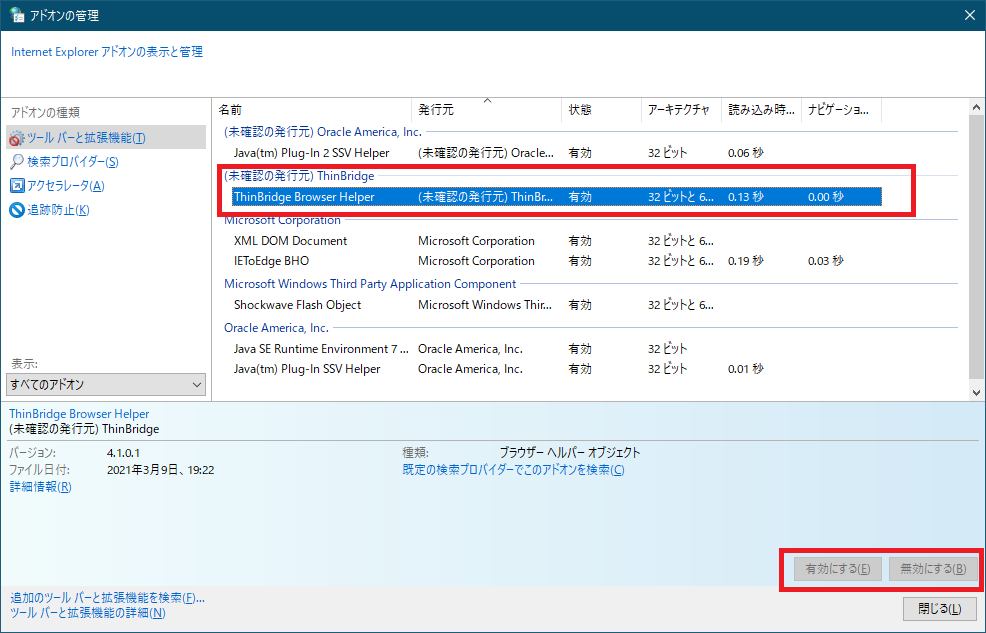 アドオンの管理
Internet Explorer アドオンの表示と管理
アドオンの種類
ツール バーと拡張機能(T)
検索プロバイダー(S)
アクセラレータ(A)
追跡防止(K)
表示:
すべてのアドオン
名前 発行元 状態 アーキテクチャ 読み込み時... ナビゲーショ...
(未確認の発行元) Oracle America, Inc.
Java(tm) Plug-In 2 SSV Helper (未確認の発行元) Oracle... 有効 32 ビット 0.06 秒
(未確認の発行元) ThinBridge
ThinBridge Browser Helper (未確認の発行元) ThinBr... 有効 32 ビットと 6... 0.13 秒 0.00 秒
Microsoft Corporation
XML DOM Document Microsoft Corporation 有効 32 ビットと 6...
IEToEdge BHO Microsoft Corporation 有効 32 ビットと 6... 0.19 秒 0.03 秒
Microsoft Windows Third Party Application Component
Shockwave Flash Object Microsoft Windows Thir... 有効 32 ビットと 6...
Oracle America, Inc.
Java SE Runtime Environment 7 ... Oracle America, Inc. 有効 32 ビット
Java(tm) Plug-In SSV Helper Oracle America, Inc. 有効 32 ビット 0.01 秒
ThinBridge Browser Helper
(未確認の発行元) ThinBridge
バージョン: 4.1.0.1 種類: ブラウザー ヘルパー オブジェクト
ファイル日付: 2021年3月9日、19:22 既定の検索プロバイダーでこのアドオンを検索(C)
詳細情報(R)
有効にする(E) 無効にする(B)
追加のツール バーと拡張機能を検索(F)...
ツール バーと拡張機能の詳細(N)
閉じる(L)